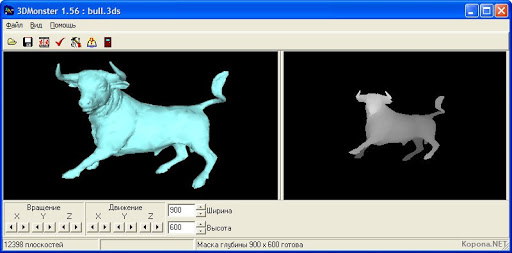 3DMonster 1.56 : bull.3ds
Файл Вид Помощь
Вращение
X Y Z
Движение
X Y Z
900 Ширина
600 Высота
12398 плоскостей
Маска глубины 900 x 600 готова
Kopona.NET